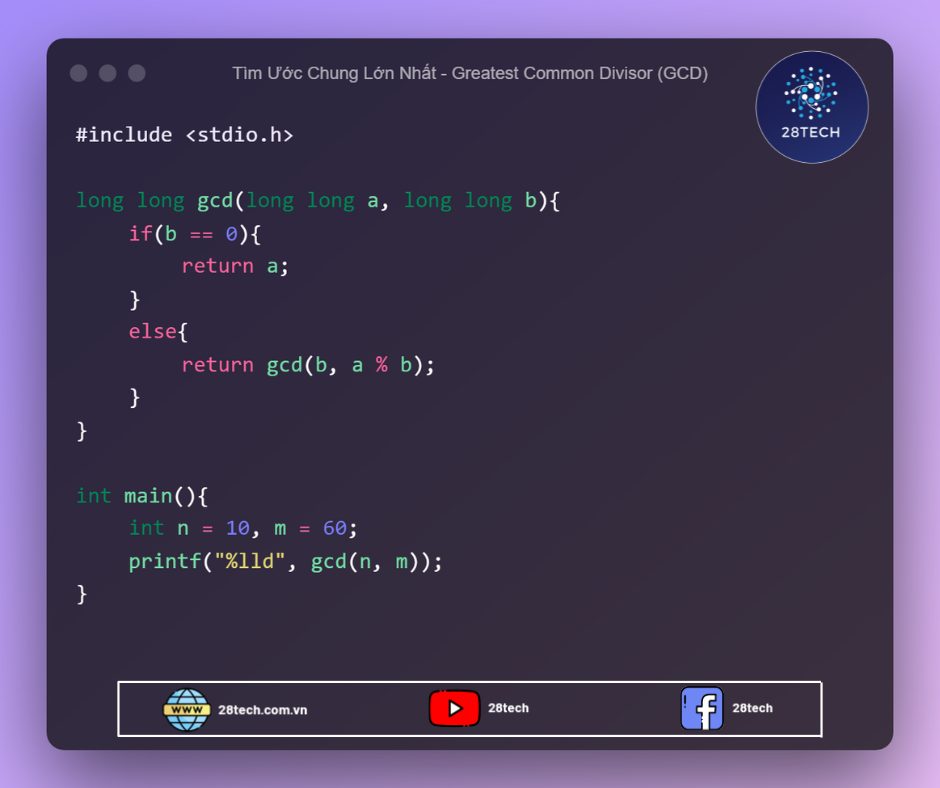 Tìm Ước Chung Lớn Nhất - Greatest Common Divisor (GCD)
28TECH
#include <stdio.h>
long long gcd(long long a, long long b){
    if(b == 0){
        return a;
    }
    else{
        return gcd(b, a % b);
    }
}
int main(){
    int n = 10, m = 60;
    printf("%lld", gcd(n, m));
}
WWW 28tech.com.vn 28tech 28tech